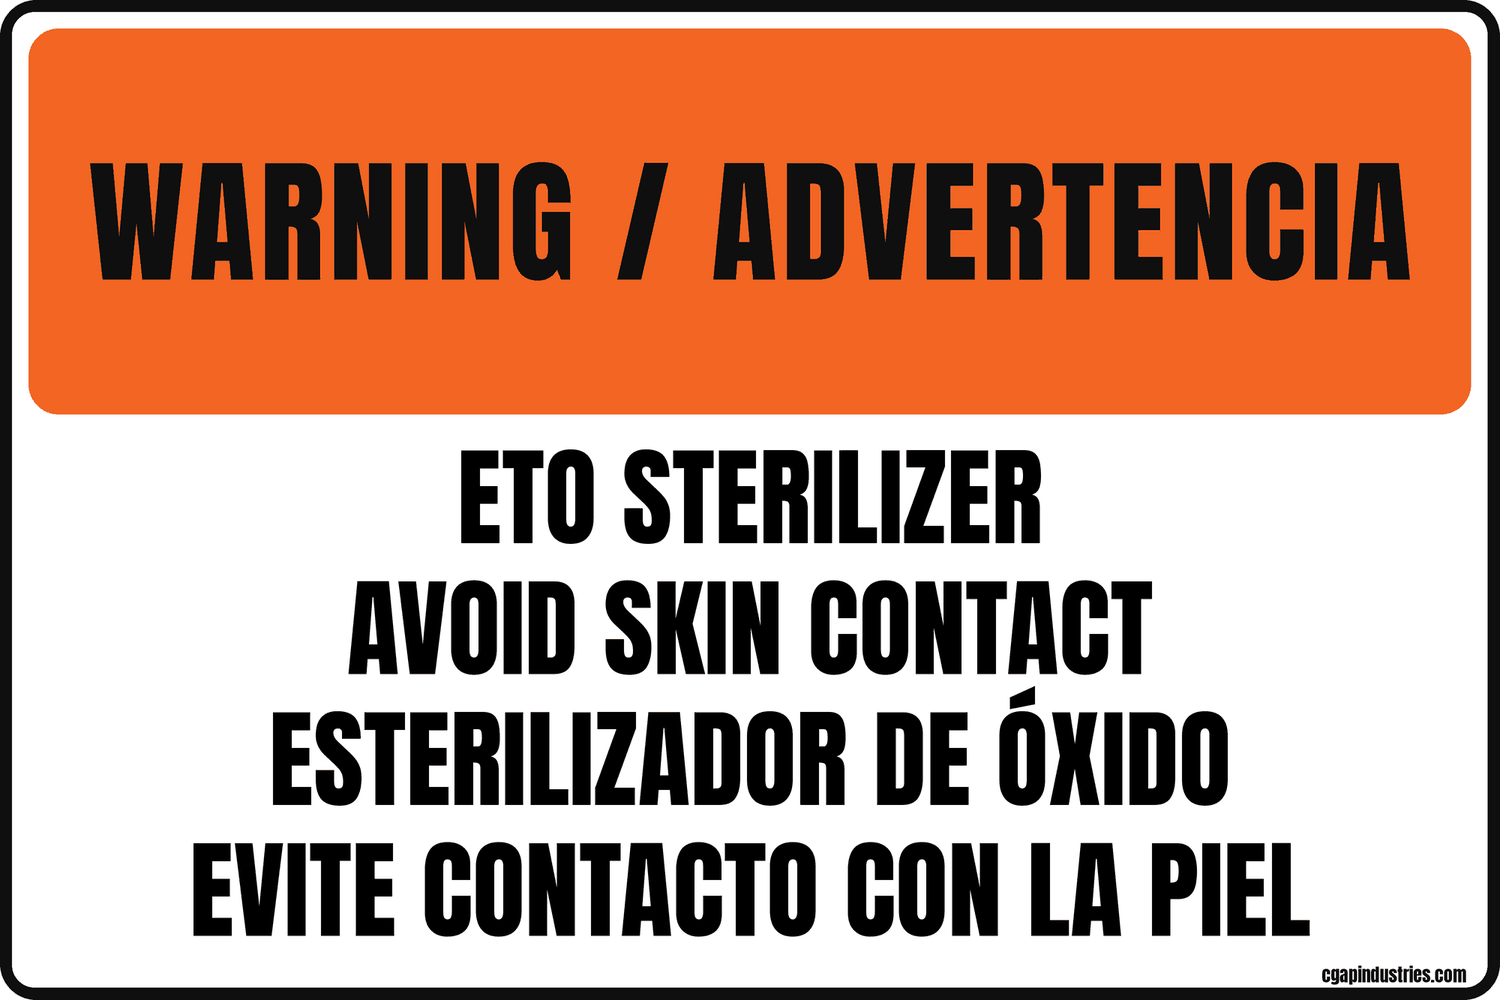 WARNING / ADVERTENCIA
ETO STERILIZER
AVOID SKIN CONTACT
ESTERILIZADOR DE ÓXIDO
EVITE CONTACTO CON LA PIEL
cgapindustries.com